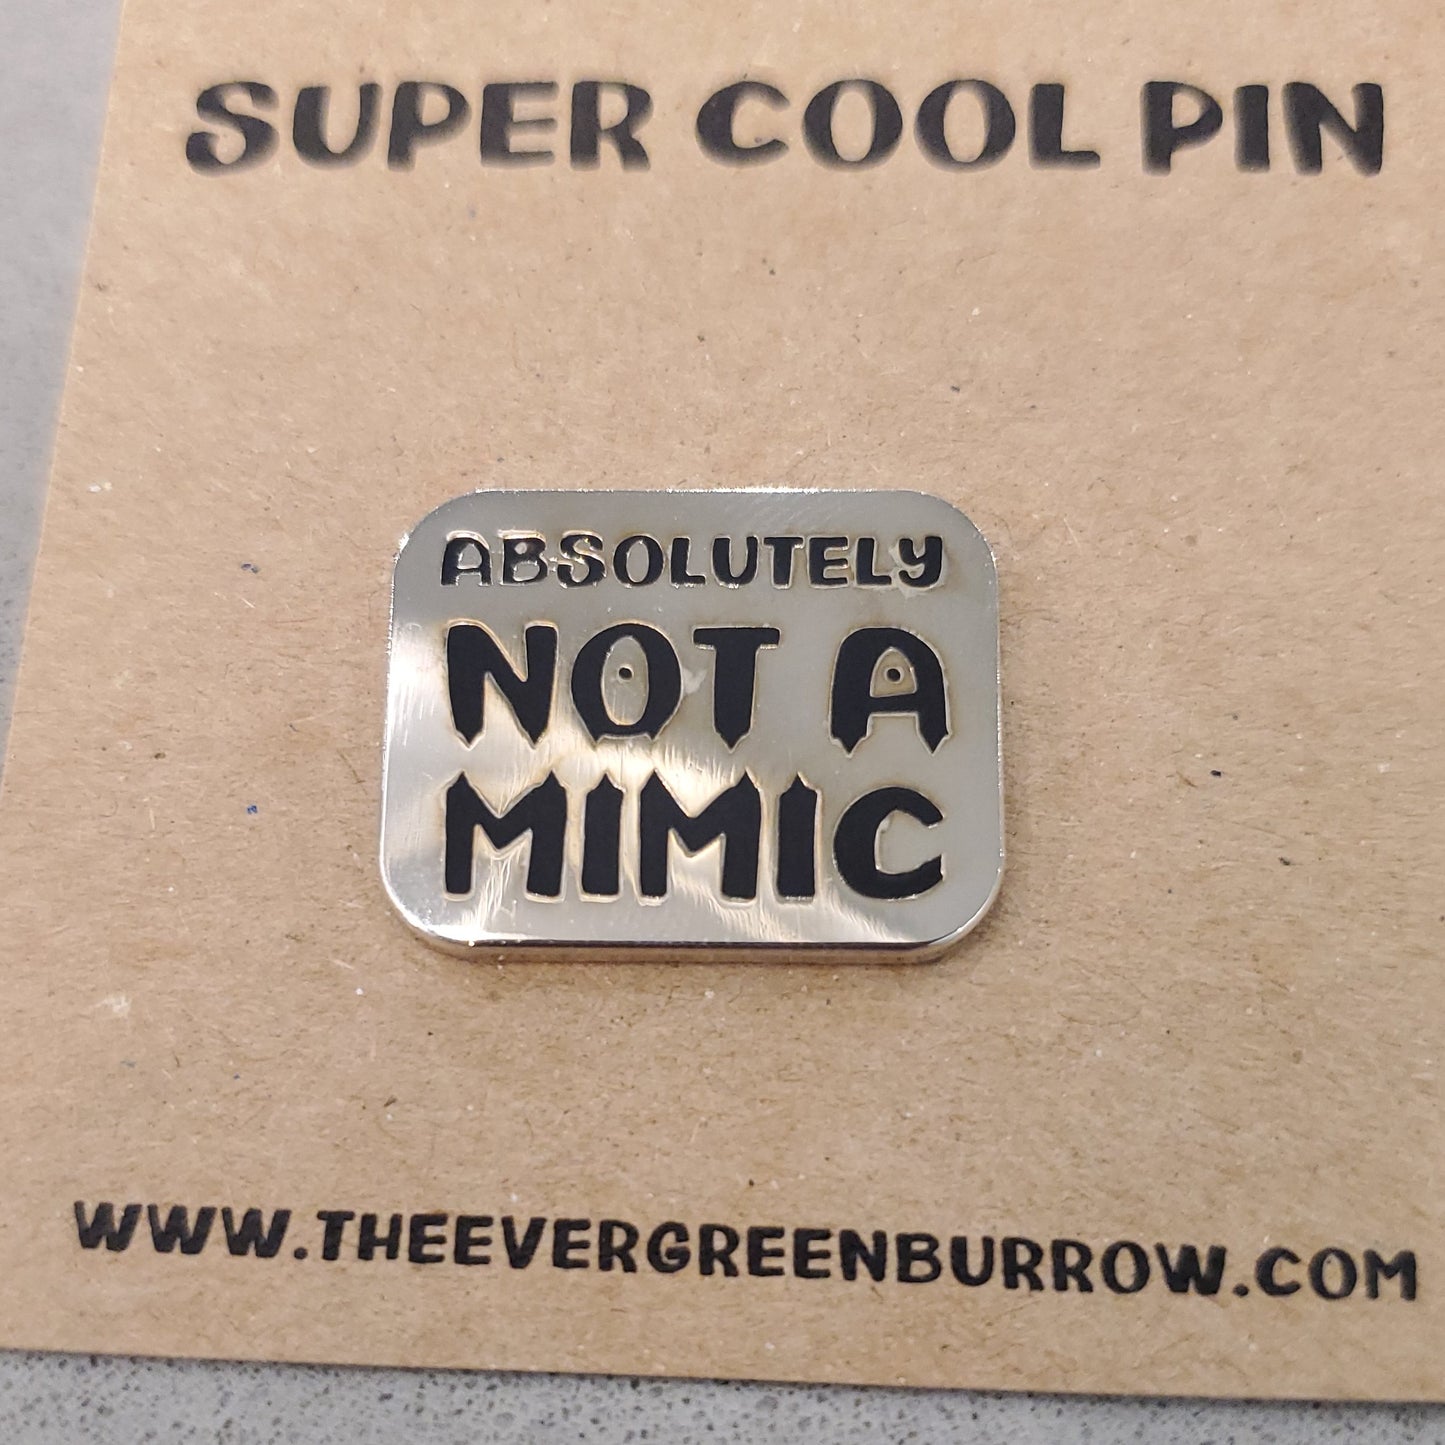 SUPER COOL PIN
ABSOLUTELY
NOT A
MIMIC
WWW.THEEVERGREENBURROW.COM